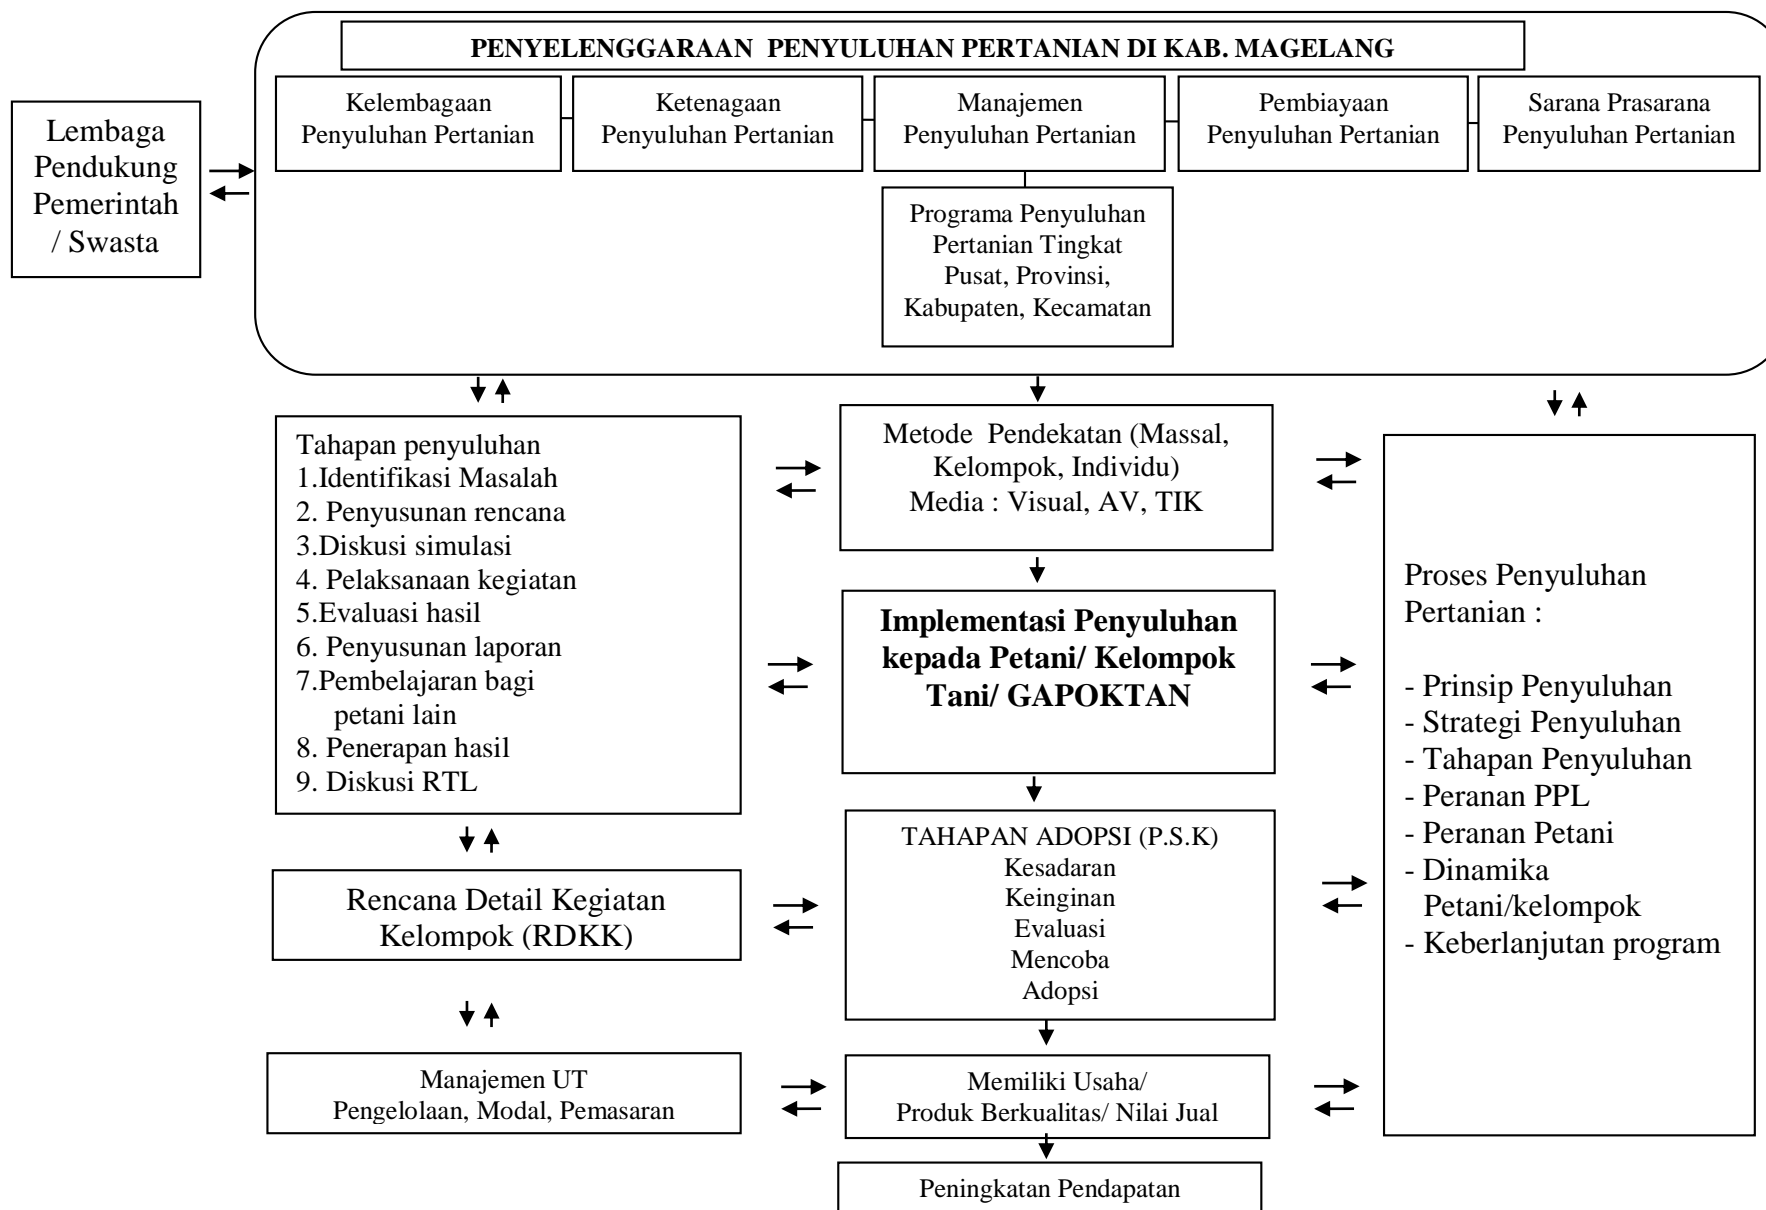 PENYELENGGARAAN  PENYULUHAN PERTANIAN DI KAB. MAGELANG
Kelembagaan
Penyuluhan Pertanian
Ketenagaan
Penyuluhan Pertanian
Manajemen
Penyuluhan Pertanian
Pembiayaan
Penyuluhan Pertanian
Sarana Prasarana
Penyuluhan Pertanian
Lembaga
Pendukung
Pemerintah
/ Swasta
Programa Penyuluhan
Pertanian Tingkat
Pusat, Provinsi,
Kabupaten, Kecamatan
Tahapan penyuluhan
1.Identifikasi Masalah
2. Penyusunan rencana
3.Diskusi simulasi
4. Pelaksanaan kegiatan
5.Evaluasi hasil
6. Penyusunan laporan
7.Pembelajaran bagi
petani lain
8. Penerapan hasil
9. Diskusi RTL
Metode  Pendekatan (Massal,
Kelompok, Individu)
Media : Visual, AV, TIK
Implementasi Penyuluhan
kepada Petani/ Kelompok
Tani/ GAPOKTAN
Proses Penyuluhan
Pertanian :
- Prinsip Penyuluhan
- Strategi Penyuluhan
- Tahapan Penyuluhan
- Peranan PPL
- Peranan Petani
- Dinamika
Petani/kelompok
- Keberlanjutan program
Rencana Detail Kegiatan
Kelompok (RDKK)
TAHAPAN ADOPSI (P.S.K)
Kesadaran
Keinginan
Evaluasi
Mencoba
Adopsi
Manajemen UT
Pengelolaan, Modal, Pemasaran
Memiliki Usaha/
Produk Berkualitas/ Nilai Jual
Peningkatan Pendapatan